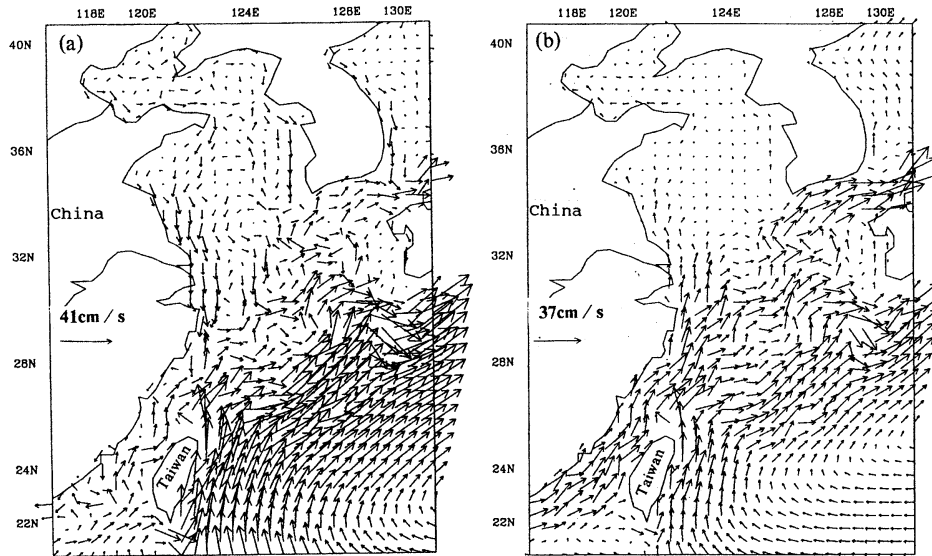 118E 120E 124E 128E 130E
40N
(a)
36N
China
32N
41cm / s
28N
24N
Taiwan
22N
118E 120E 124E 128E 130E
40N
(b)
36N
China
32N
37cm / s
28N
24N
Taiwan
22N